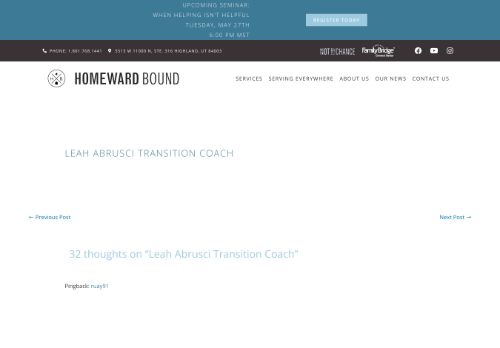 UPCOMING SEMINAR:
WHEN HELPING ISN'T HELPFUL
TUESDAY, MAY 27TH
6:00 PM MST
REGISTER TODAY
PHONE: 1.801.768.1441
5513 W 11000 N, STE. 316 HIGHLAND, UT 84003
NOT BY CHANCE
FamilyBridge
HOMEWARD BOUND
SERVICES SERVING EVERYWHERE ABOUT US OUR NEWS CONTACT US
LEAH ABRUSCI TRANSITION COACH
← Previous Post
Next Post →
32 thoughts on "Leah Abrusci Transition Coach"
Pingback: ruay91